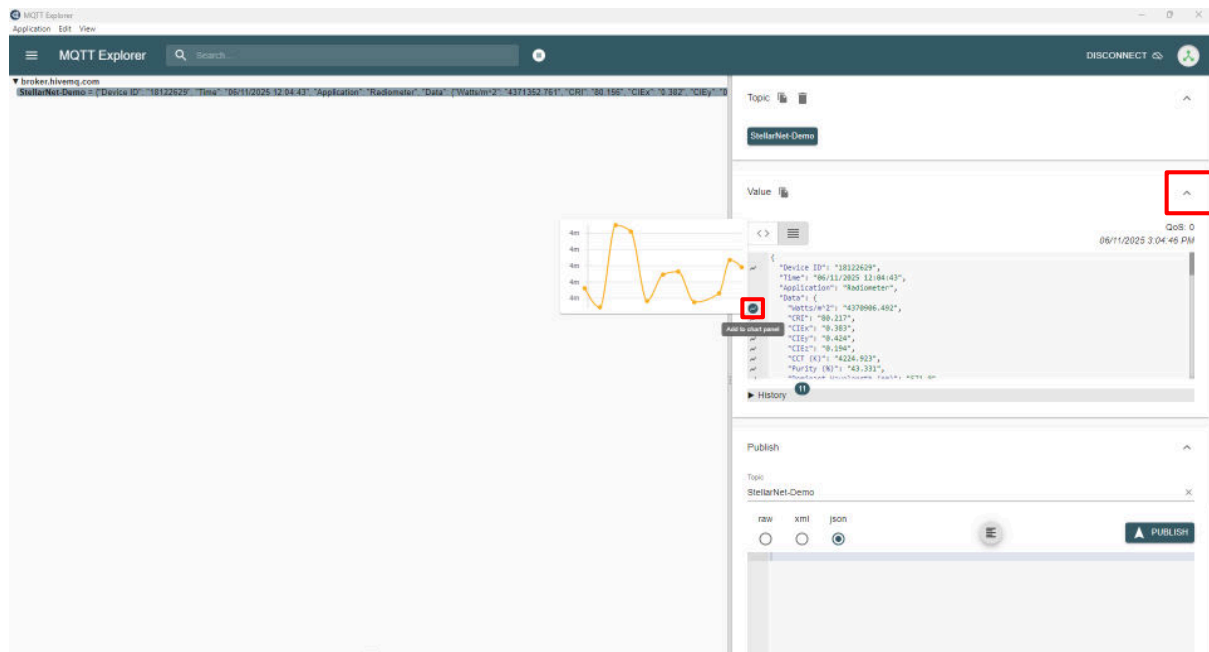 MQTT Explorer
Application Edit View
MQTT Explorer
Search...
DISCONNECT
▼ broker.hivemq.com
StellarNet-Demo = {"Device ID": "18122629", "Time": "06/11/2025 12:04:43", "Application": "Radiometer", "Data": {"Watts/m^2": "4371352.761", "CRI": "80.156", "CIEx": "0.382", "CIEy": "0
Topic
StellarNet-Demo
Value
QoS: 0
06/11/2025 3:04:46 PM
4m
4m
4m
4m
4m
{
"Device ID": "18122629",
"Time": "06/11/2025 12:04:43",
"Application": "Radiometer",
"Data": {
"Watts/m^2": "4370906.492",
"CRI": "80.217",
"CIEx": "0.383",
"CIEy": "0.424",
"CIEz": "0.194",
"CCT (K)": "4224.923",
"Purity (%)": "43.331",
Add to chart panel
▶ History 11
Publish
Topic
StellarNet-Demo
raw xml json
PUBLISH